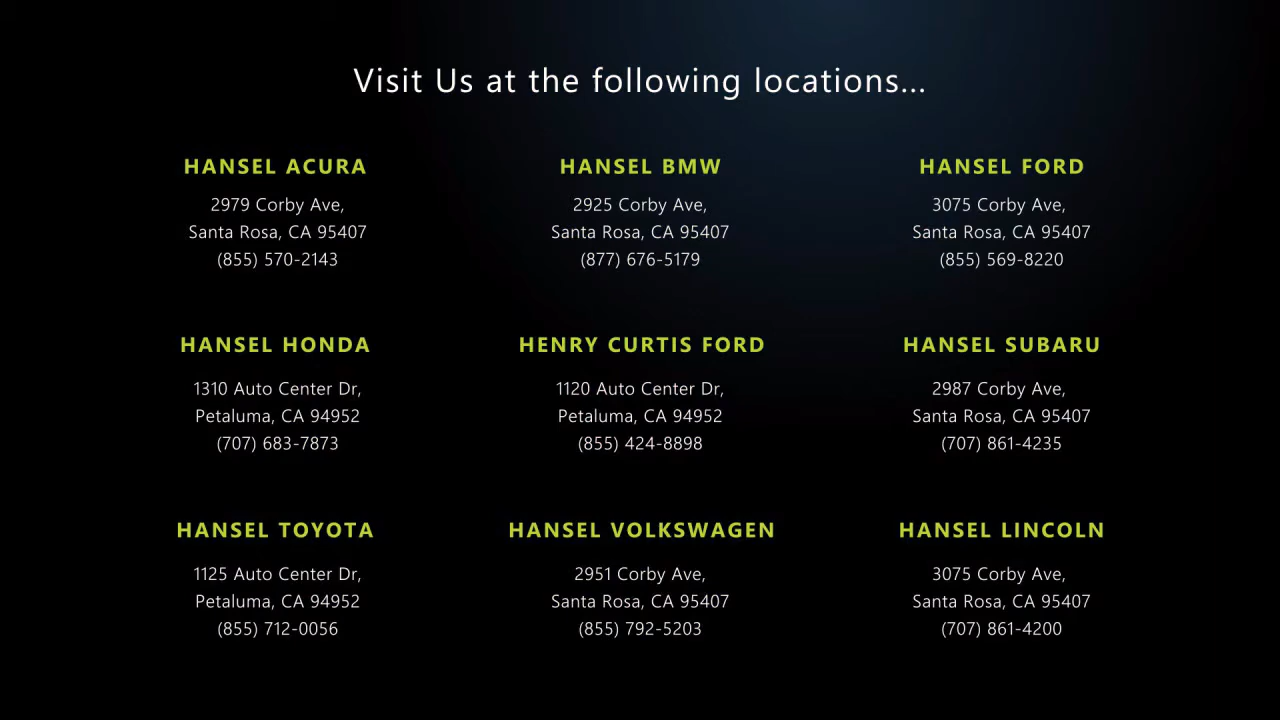 Visit Us at the following locations...
HANSEL ACURA
2979 Corby Ave,
Santa Rosa, CA 95407
(855) 570-2143
HANSEL BMW
2925 Corby Ave,
Santa Rosa, CA 95407
(877) 676-5179
HANSEL FORD
3075 Corby Ave,
Santa Rosa, CA 95407
(855) 569-8220
HANSEL HONDA
1310 Auto Center Dr,
Petaluma, CA 94952
(707) 683-7873
HENRY CURTIS FORD
1120 Auto Center Dr,
Petaluma, CA 94952
(855) 424-8898
HANSEL SUBARU
2987 Corby Ave,
Santa Rosa, CA 95407
(707) 861-4235
HANSEL TOYOTA
1125 Auto Center Dr,
Petaluma, CA 94952
(855) 712-0056
HANSEL VOLKSWAGEN
2951 Corby Ave,
Santa Rosa, CA 95407
(855) 792-5203
HANSEL LINCOLN
3075 Corby Ave,
Santa Rosa, CA 95407
(707) 861-4200